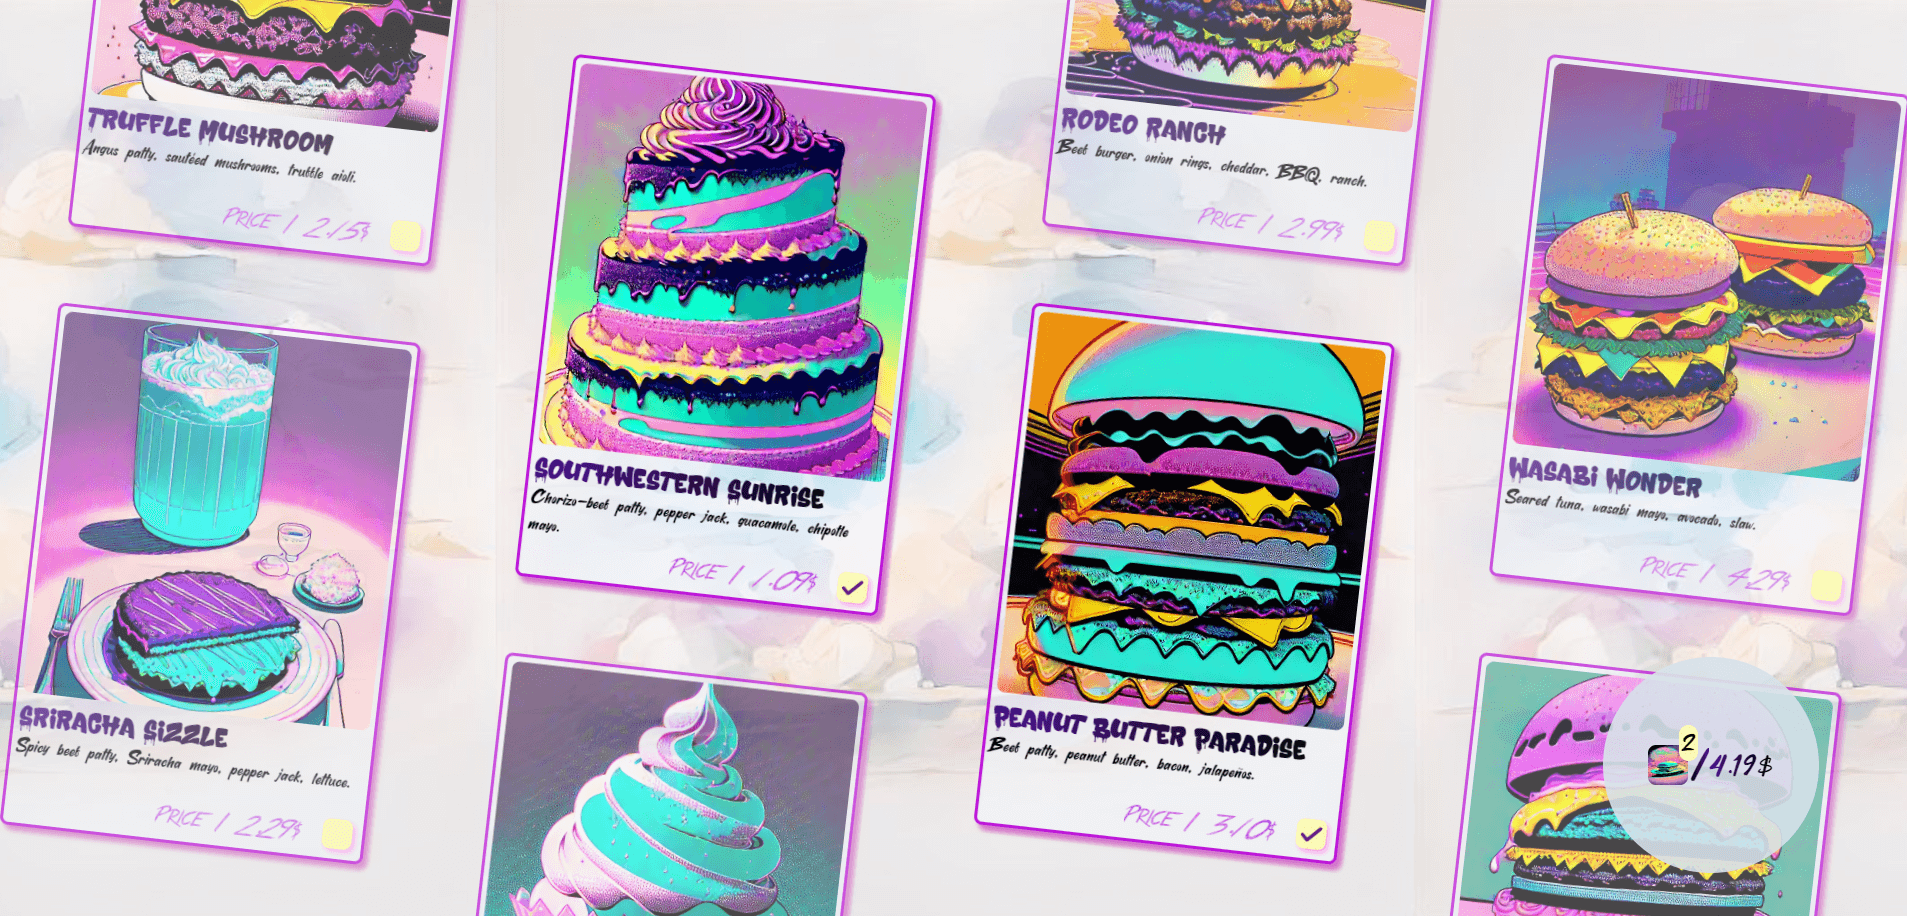 TRUFFLE MUSHROOM
Angus patty, sautéed mushrooms, truffle aioli.
PRICE / 2.15$
SRIRACHA SIZZLE
Spicy beef patty, Sriracha mayo, pepper jack, lettuce.
PRICE / 2.29$
SOUTHWESTERN SUNRISE
Chorizo-beef patty, pepper jack, guacamole, chipotle
mayo.
PRICE / 1.09$
RODEO RANCH
Beef burger, onion rings, cheddar, BBQ, ranch.
PRICE / 2.99$
PEANUT BUTTER PARADISE
Beef patty, peanut butter, bacon, jalapeños.
PRICE / 3.10$
WASABI WONDER
Seared tuna, wasabi mayo, avocado, slaw.
PRICE / 4.29$
2
/4.19$